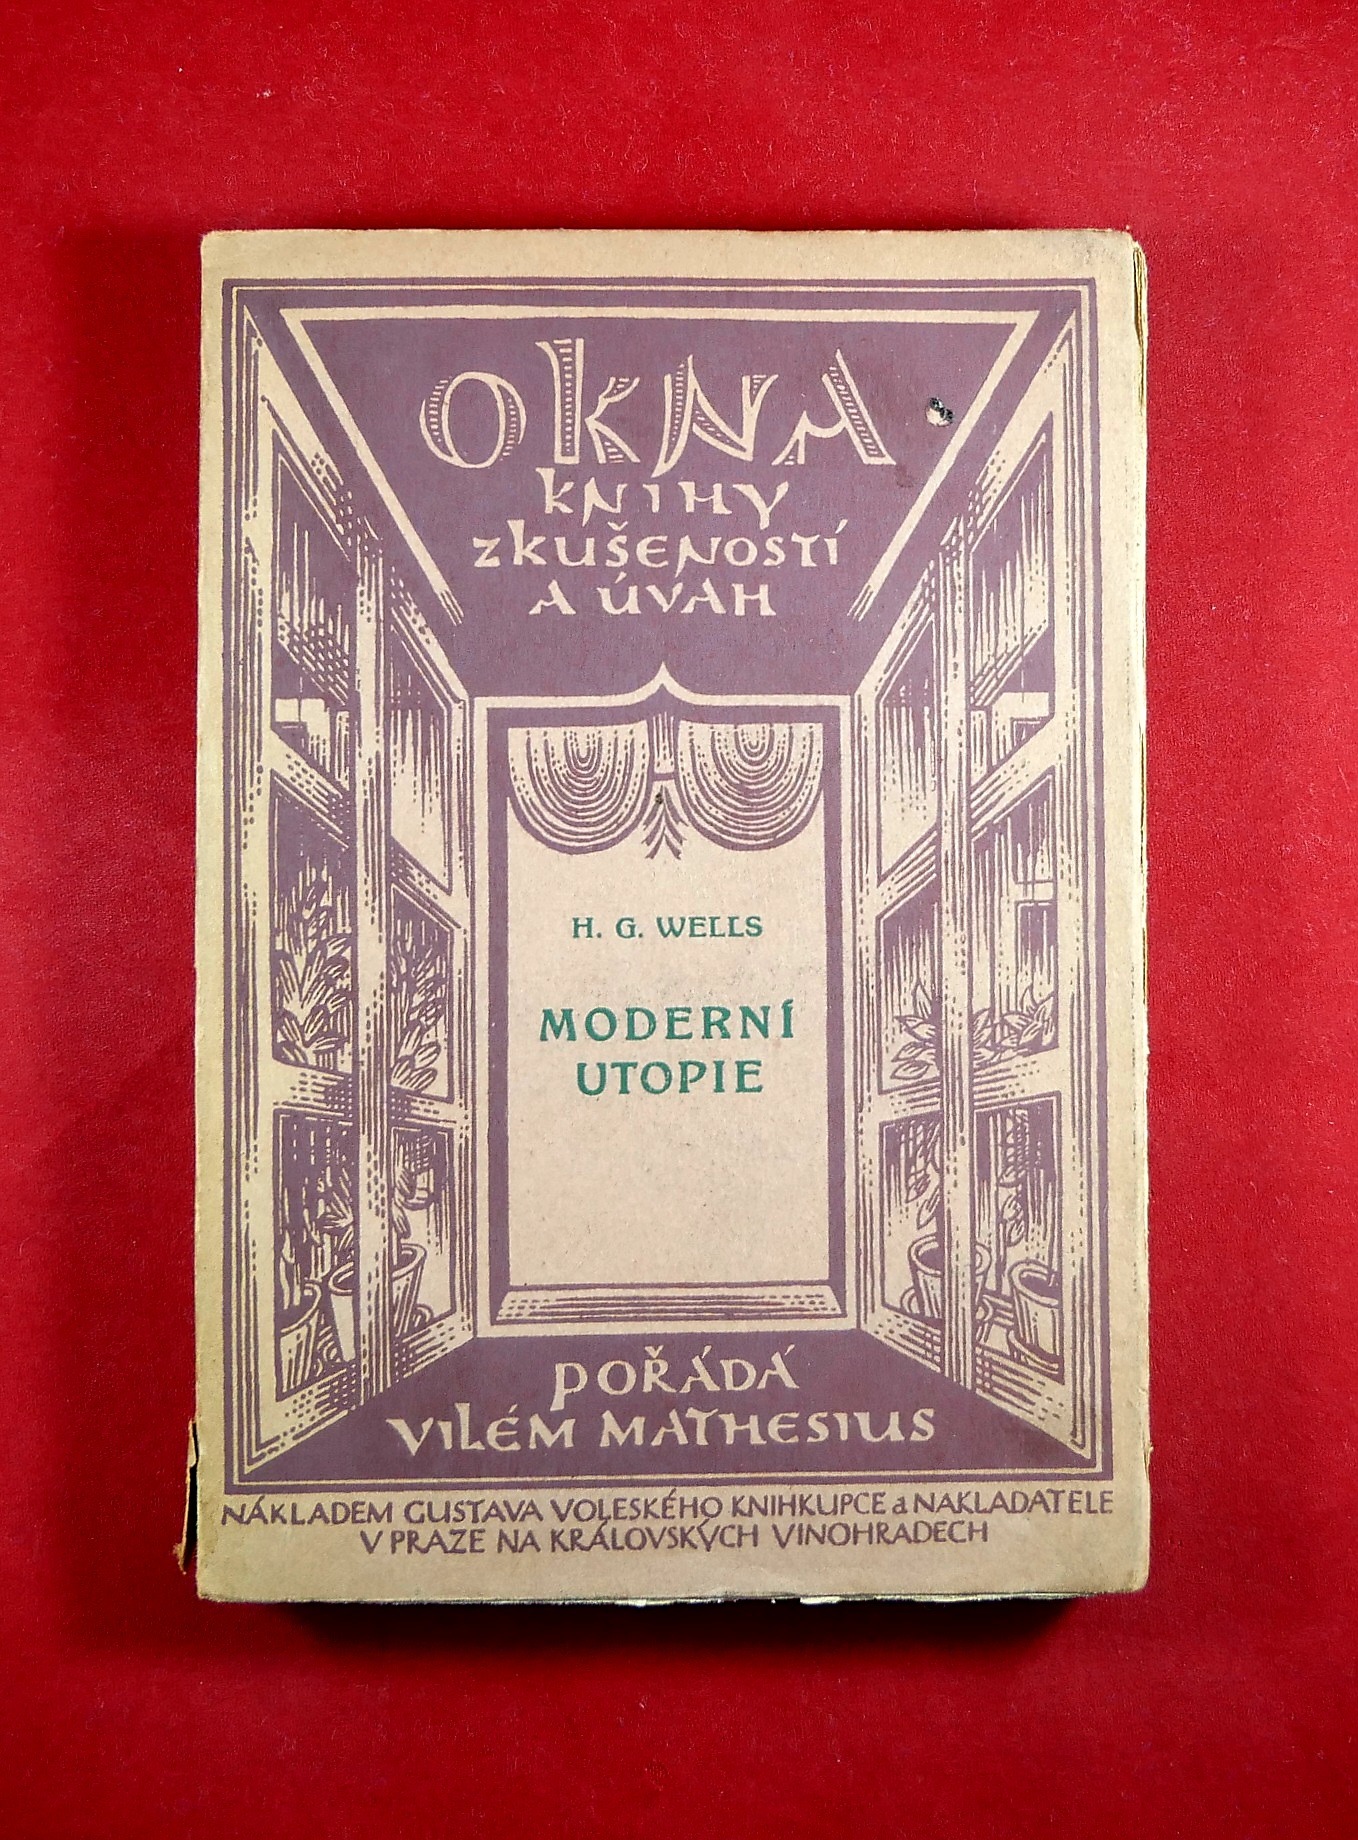 OKNA
KNIHY
ZKUŠENOSTÍ
A ÚVAH
H. G. WELLS
MODERNÍ
UTOPIE
POŘÁDÁ
VILÉM MATHESIUS
NÁKLADEM GUSTAVA VOLESKÉHO KNIHKUPCE a NAKLADATELE
V PRAZE NA KRÁLOVSKÝCH VINOHRADECH